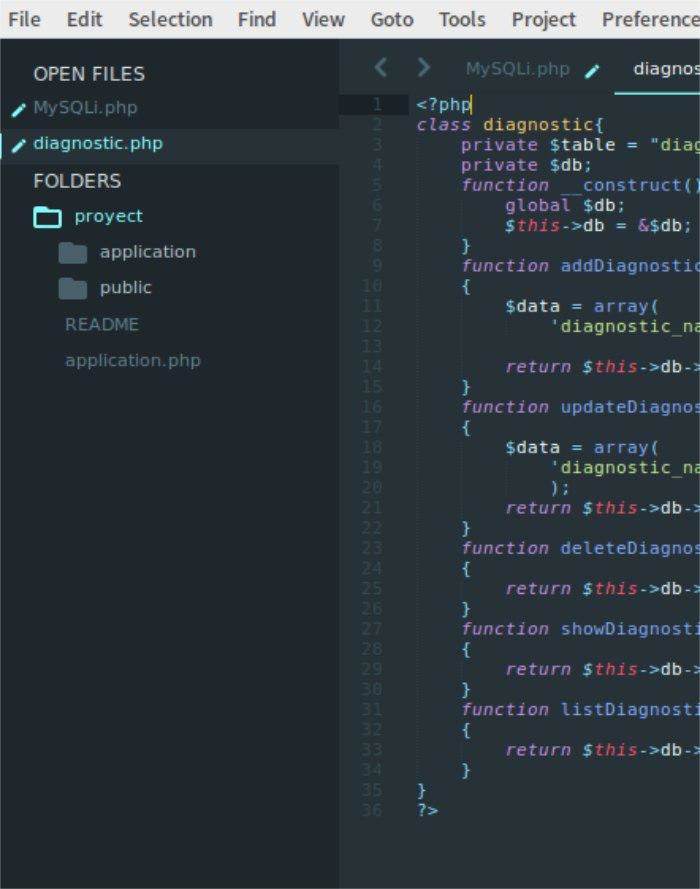 File Edit Selection Find View Goto Tools Project Preference
OPEN FILES
MySQLi.php
diagnostic.php
FOLDERS
proyect
application
public
README
application.php
MySQLi.php diagnos
1 <?php
2 class diagnostic{
3 private $table = "diag
4 private $db;
5 function __construct()
6 global $db;
7 $this->db = &$db;
8 }
9 function addDiagnostic
10 {
11 $data = array(
12 'diagnostic_na
13
14 return $this->db->
15 }
16 function updateDiagnos
17 {
18 $data = array(
19 'diagnostic_na
20 );
21 return $this->db->
22 }
23 function deleteDiagnos
24 {
25 return $this->db->
26 }
27 function showDiagnosti
28 {
29 return $this->db->
30 }
31 function listDiagnosti
32 {
33 return $this->db->
34 }
35 }
36 ?>